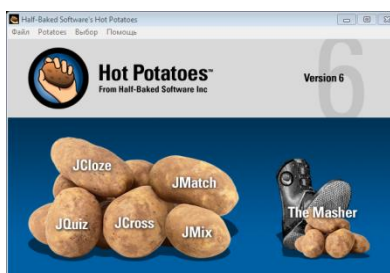 Half-Baked Software's Hot Potatoes
Файл Potatoes Выбор Помощь
Hot Potatoes™
From Half-Baked Software Inc
Version 6
6
JCloze
JMatch
JQuiz
JCross
JMix
The Masher